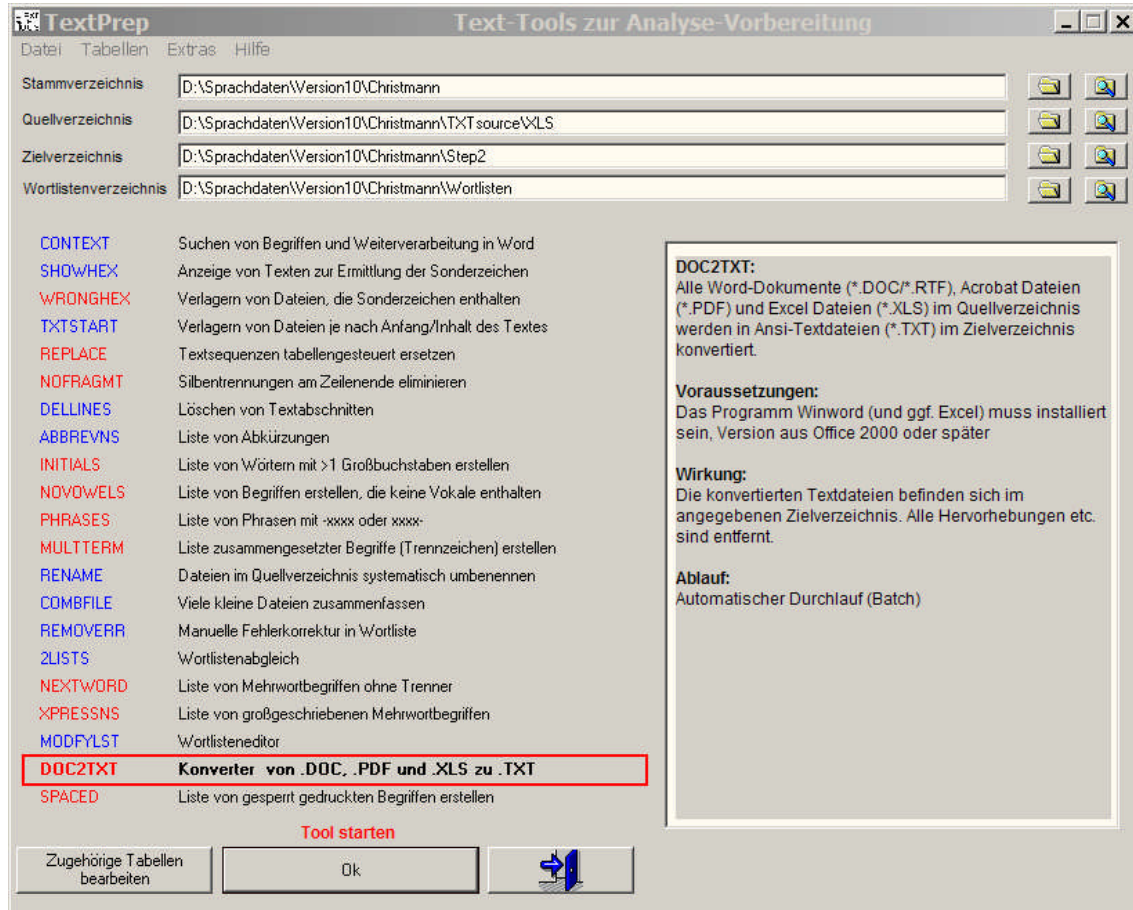 TextPrep Text-Tools zur Analyse-Vorbereitung
Datei Tabellen Extras Hilfe
Stammverzeichnis D:\Sprachdaten\Version10\Christmann
Quellverzeichnis D:\Sprachdaten\Version10\Christmann\TXTsource\XLS
Zielverzeichnis D:\Sprachdaten\Version10\Christmann\Step2
Wortlistenverzeichnis D:\Sprachdaten\Version10\Christmann\Wortlisten
CONTEXT Suchen von Begriffen und Weiterverarbeitung in Word
SHOWHEX Anzeige von Texten zur Ermittlung der Sonderzeichen
WRONGHEX Verlagern von Dateien, die Sonderzeichen enthalten
TXTSTART Verlagern von Dateien je nach Anfang/Inhalt des Textes
REPLACE Textsequenzen tabellengesteuert ersetzen
NOFRAGMT Silbentrennungen am Zeilenende eliminieren
DELLINES Löschen von Textabschnitten
ABBREVNS Liste von Abkürzungen
INITIALS Liste von Wörtern mit >1 Großbuchstaben erstellen
NOVOWELS Liste von Begriffen erstellen, die keine Vokale enthalten
PHRASES Liste von Phrasen mit -xxxx oder xxxx-
MULTTERM Liste zusammengesetzter Begriffe (Trennzeichen) erstellen
RENAME Dateien im Quellverzeichnis systematisch umbenennen
COMBFILE Viele kleine Dateien zusammenfassen
REMOVERR Manuelle Fehlerkorrektur in Wortliste
2LISTS Wortlistenabgleich
NEXTWORD Liste von Mehrwortbegriffen ohne Trenner
XPRESSNS Liste von großgeschriebenen Mehrwortbegriffen
MODFYLST Wortlisteneditor
DOC2TXT Konverter von .DOC, .PDF und .XLS zu .TXT
SPACED Liste von gesperrt gedruckten Begriffen erstellen
DOC2TXT:
Alle Word-Dokumente (*.DOC/*.RTF), Acrobat Dateien
(*.PDF) und Excel Dateien (*.XLS) im Quellverzeichnis
werden in Ansi-Textdateien (*.TXT) im Zielverzeichnis
konvertiert.
Voraussetzungen:
Das Programm Winword (und ggf. Excel) muss installiert
sein, Version aus Office 2000 oder später
Wirkung:
Die konvertierten Textdateien befinden sich im
angegebenen Zielverzeichnis. Alle Hervorhebungen etc.
sind entfernt.
Ablauf:
Automatischer Durchlauf (Batch)
Tool starten
Zugehörige Tabellen
bearbeiten
Ok